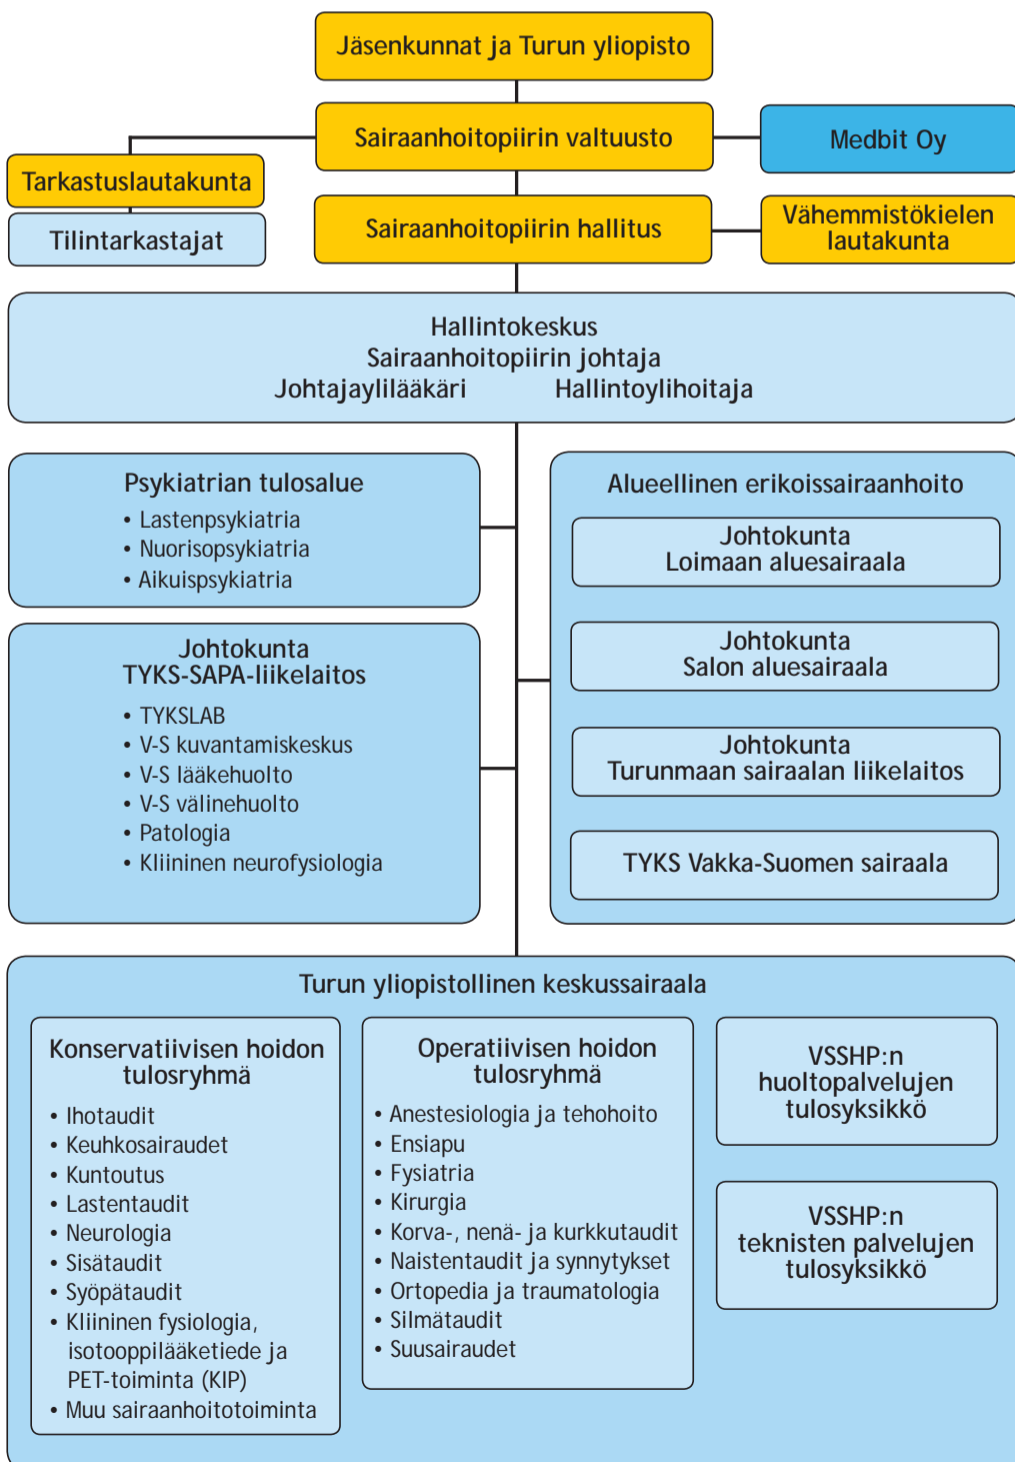 Jäsenkunnat ja Turun yliopisto
Sairaanhoitopiirin valtuusto
Medbit Oy
Tarkastuslautakunta
Tilintarkastajat
Sairaanhoitopiirin hallitus
Vähemmistökielen
lautakunta
Hallintokeskus
Sairaanhoitopiirin johtaja
Johtajaylilääkäri Hallintoylihoitaja
Psykiatrian tulosalue
• Lastenpsykiatria
• Nuorisopsykiatria
• Aikuispsykiatria
Johtokunta
TYKS-SAPA-liikelaitos
• TYKSLAB
• V-S kuvantamiskeskus
• V-S lääkehuolto
• V-S välinehuolto
• Patologia
• Kliininen neurofysiologia
Alueellinen erikoissairaanhoito
Johtokunta
Loimaan aluesairaala
Johtokunta
Salon aluesairaala
Johtokunta
Turunmaan sairaalan liikelaitos
TYKS Vakka-Suomen sairaala
Turun yliopistollinen keskussairaala
Konservatiivisen hoidon
tulosryhmä
• Ihotaudit
• Keuhkosairaudet
• Kuntoutus
• Lastentaudit
• Neurologia
• Sisätaudit
• Syöpätaudit
• Kliininen fysiologia,
isotooppilääketiede ja
PET-toiminta (KIP)
• Muu sairaanhoitotoiminta
Operatiivisen hoidon
tulosryhmä
• Anestesiologia ja tehohoito
• Ensiapu
• Fysiatria
• Kirurgia
• Korva-, nenä- ja kurkkutaudit
• Naistentaudit ja synnytykset
• Ortopedia ja traumatologia
• Silmätaudit
• Suusairaudet
VSSHP:n
huoltopalvelujen
tulosyksikkö
VSSHP:n
teknisten palvelujen
tulosyksikkö